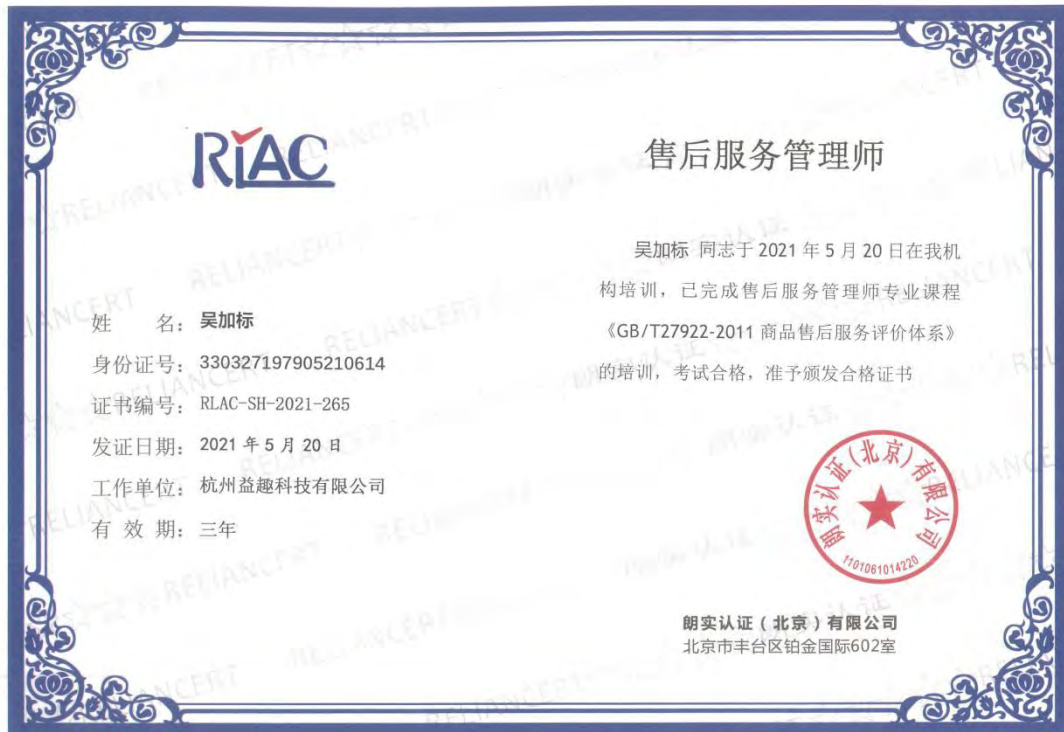 RLAC
售后服务管理师
吴加标 同志于 2021 年 5 月 20 日在我机
构培训，已完成售后服务管理师专业课程
《GB/T27922-2011 商品售后服务评价体系》
的培训，考试合格，准予颁发合格证书
姓 名：吴加标
身份证号：330327197905210614
证书编号：RLAC-SH-2021-265
发证日期：2021 年 5 月 20 日
工作单位：杭州益趣科技有限公司
有 效 期：三年
朗实认证(北京)有限公司
1101061014220
朗实认证（北京）有限公司
北京市丰台区铂金国际602室
RELIANCERT